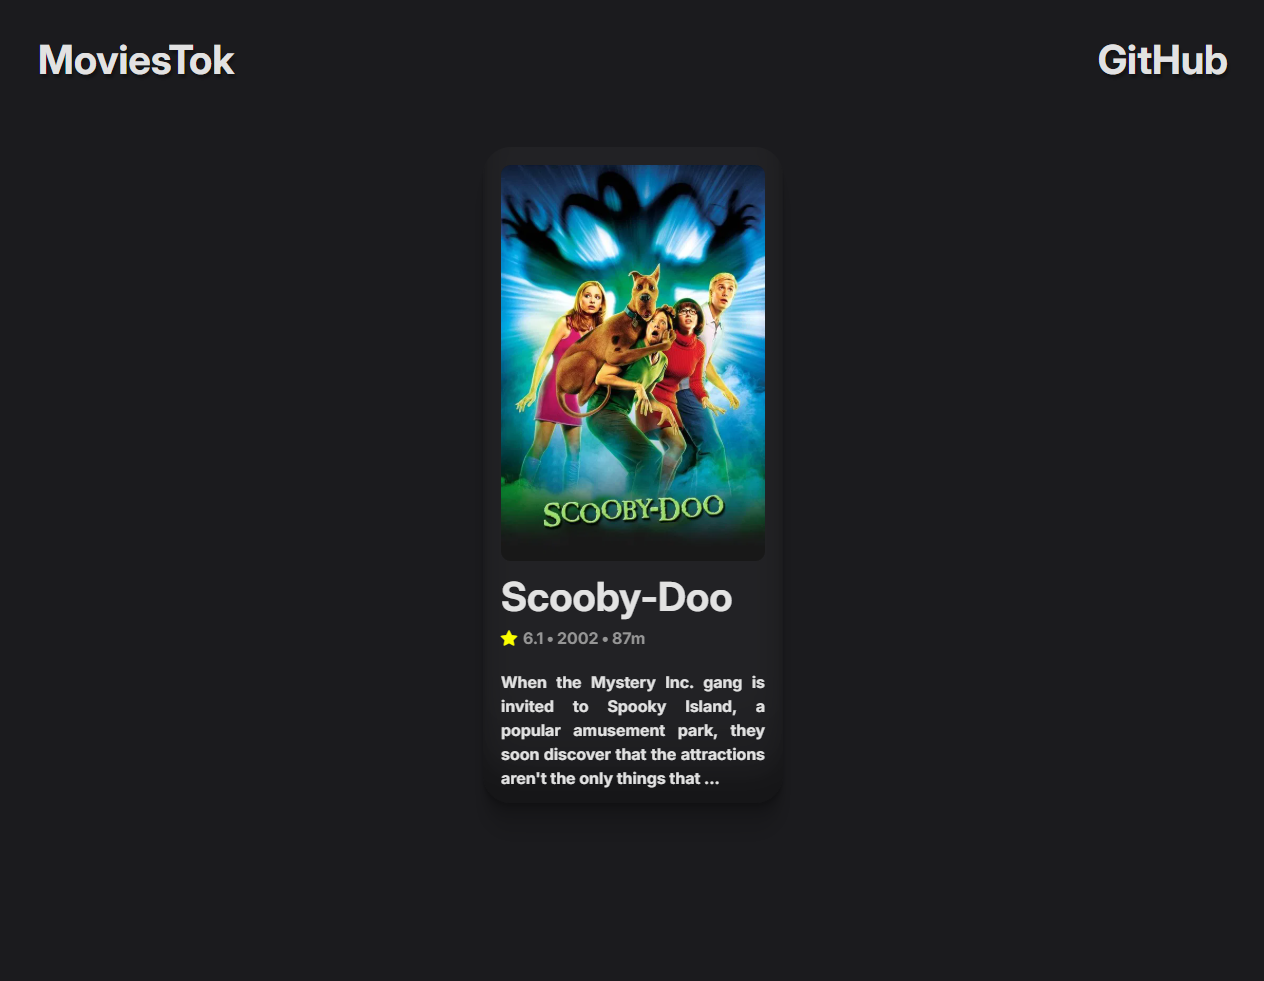 MoviesTok
GitHub
SCOOBY-DOO
Scooby-Doo
6.1 • 2002 • 87m
When the Mystery Inc. gang is
invited to Spooky Island, a
popular amusement park, they
soon discover that the attractions
aren't the only things that ...